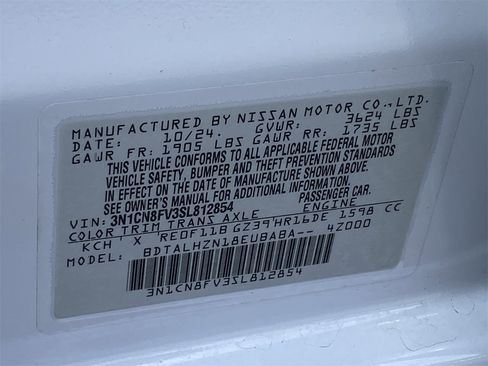 MANUFACTURED BY NISSAN MOTOR CO., LTD.
DATE: 10/24. GVWR: 3624 LBS
GAWR FR: 1905 LBS GAWR RR: 1735 LBS
THIS VEHICLE CONFORMS TO ALL APPLICABLE FEDERAL MOTOR
VEHICLE SAFETY, BUMPER AND THEFT PREVENTION STANDARDS
IN EFFECT ON THE DATE OF MANUFACTURE SHOWN ABOVE.
SEE OWNER'S MANUAL FOR ADDITIONAL INFORMATION.
VIN: 3N1CN8FV3SL812854 PASSENGER CAR.
COLOR TRIM TRANS AXLE ENGINE
KCH X RE0F11B GZ39 HR16DE 1598 CC
MODEL: BDTALHZN18EUBABA-- 4Z000
3N1CN8FV3SL812854